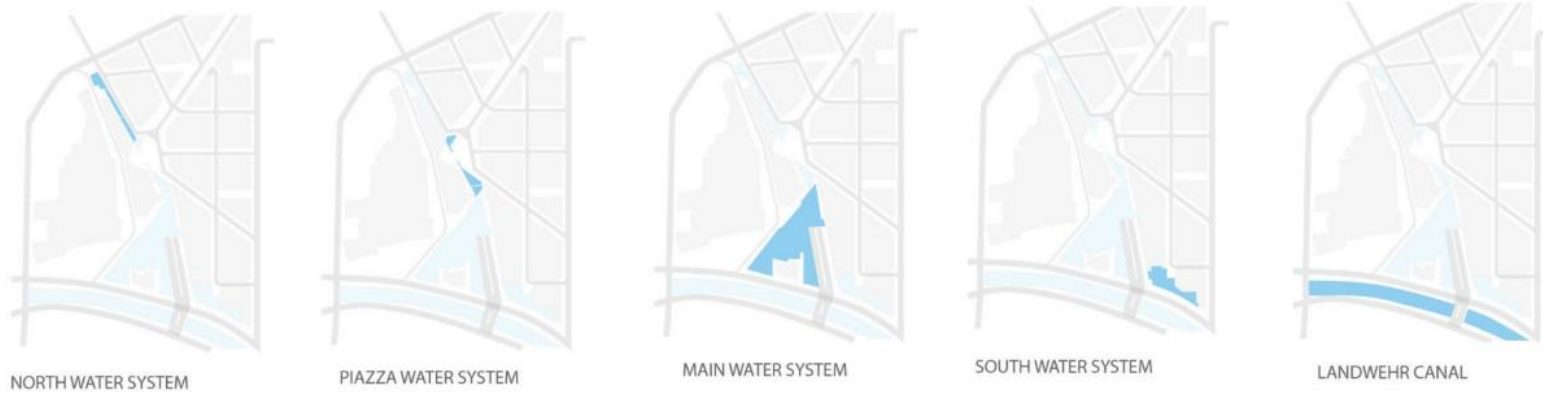 NORTH WATER SYSTEM
PIAZZA WATER SYSTEM
MAIN WATER SYSTEM
SOUTH WATER SYSTEM
LANDWEHR CANAL